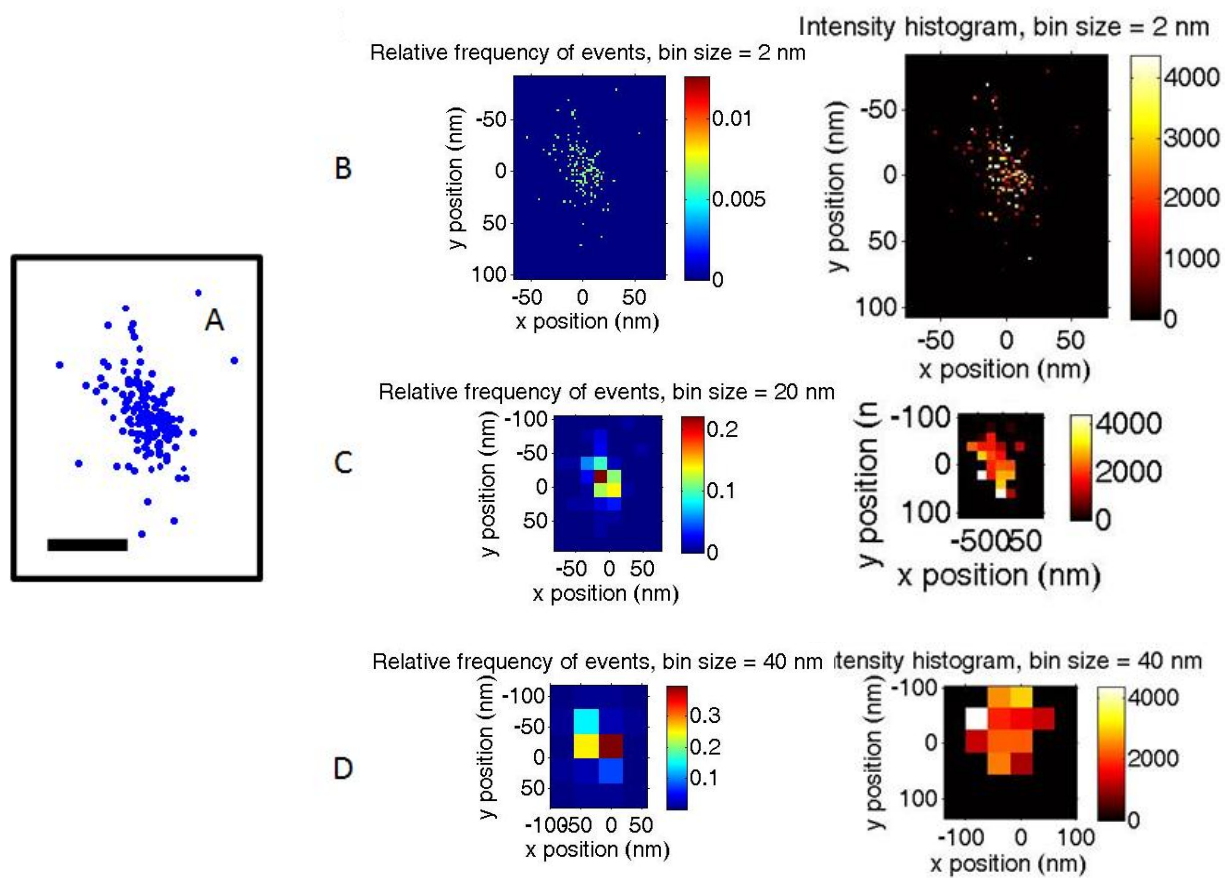 A
B
Relative frequency of events, bin size = 2 nm
y position (nm)
-50
0
50
100
-50 0 50
x position (nm)
0.01
0.005
0
Intensity histogram, bin size = 2 nm
y position (nm)
-50
0
50
100
-50 0 50
x position (nm)
4000
3000
2000
1000
0
C
Relative frequency of events, bin size = 20 nm
y position (nm)
-100
-50
0
50
-50 0 50
x position (nm)
0.2
0.1
0
y position (n
-100
0
100
-50050
x position (nm)
4000
2000
0
D
Relative frequency of events, bin size = 40 nm
y position (nm)
-100
-50
0
50
-100-50 0 50
x position (nm)
0.3
0.2
0.1
tensity histogram, bin size = 40 nm
y position (nm)
-100
0
100
-100 0 100
x position (nm)
4000
2000
0